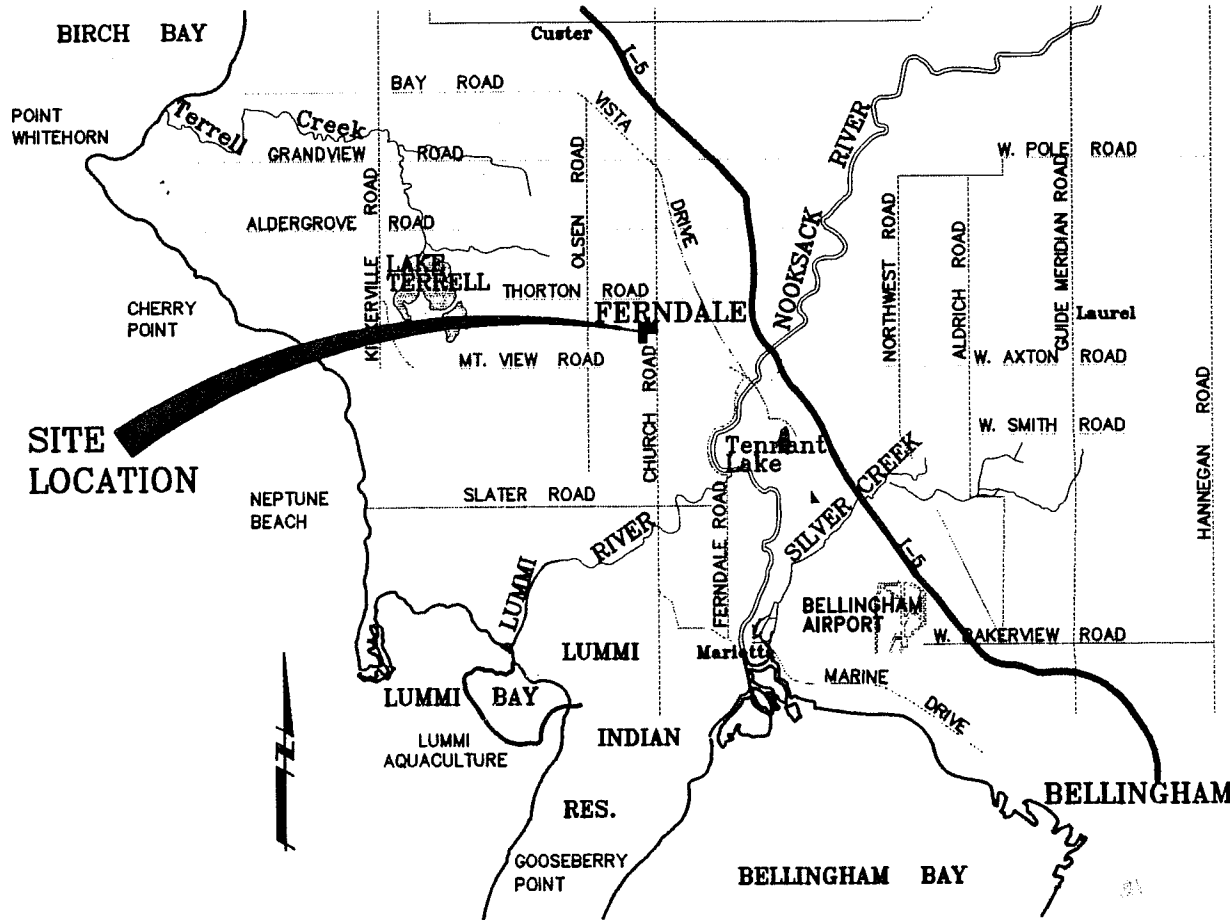 BIRCH BAY
Custer
I-5
BAY ROAD
VISTA
DRIVE
POINT
WHITEHORN
Terrell
Creek
GRANDVIEW ROAD
W. POLE ROAD
NOOKSACK
RIVER
ROAD
OLSEN
NORTHWEST ROAD
ALDRICH ROAD
GUIDE MERIDIAN ROAD
ALDERGROVE ROAD
LAKE
TERRELL
THORTON ROAD
CHERRY
POINT
FERNDALE
Laurel
MT. VIEW ROAD
W. AXTON ROAD
CHURCH ROAD
HANNEGAN ROAD
SITE
LOCATION
W. SMITH ROAD
Tennant
Lake
NEPTUNE
BEACH
SLATER ROAD
SILVER CREEK
LUMMI
RIVER
FERNDALE ROAD
I-5
BELLINGHAM
AIRPORT
W. BAKERVIEW ROAD
Marietta
MARINE
DRIVE
LUMMI
INDIAN
RES.
LUMMI BAY
LUMMI
AQUACULTURE
BELLINGHAM
GOOSEBERRY
POINT
BELLINGHAM BAY